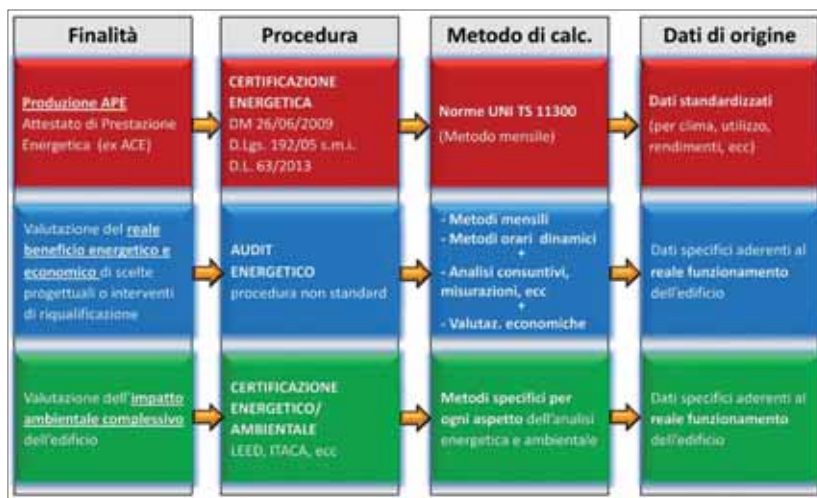 Finalità
Procedura
Metodo di calc.
Dati di origine
Produzione APE
Attestato di Prestazione
Energetica (ex ACE)
CERTIFICAZIONE
ENERGETICA
DM 26/06/2009
D.Lgs. 192/05 s.m.i.
D.L. 63/2013
Norme UNI TS 11300
(Metodo mensile)
Dati standardizzati
(per clima, utilizzo,
rendimenti, ecc)
Valutazione del reale
beneficio energetico e
economico di scelte
progettuali o interventi
di riqualificazione
AUDIT
ENERGETICO
procedura non standard
- Metodi mensili
- Metodi orari dinamici
+
- Analisi consuntivi,
misurazioni, ecc
+
- Valutaz. economiche
Dati specifici aderenti al
reale funzionamento
dell'edificio
Valutazione dell'impatto
ambientale complessivo
dell'edificio
CERTIFICAZIONE
ENERGETICO/
AMBIENTALE
LEED, ITACA, ecc
Metodi specifici per
ogni aspetto dell'analisi
energetica e ambientale
Dati specifici aderenti al
reale funzionamento
dell'edificio